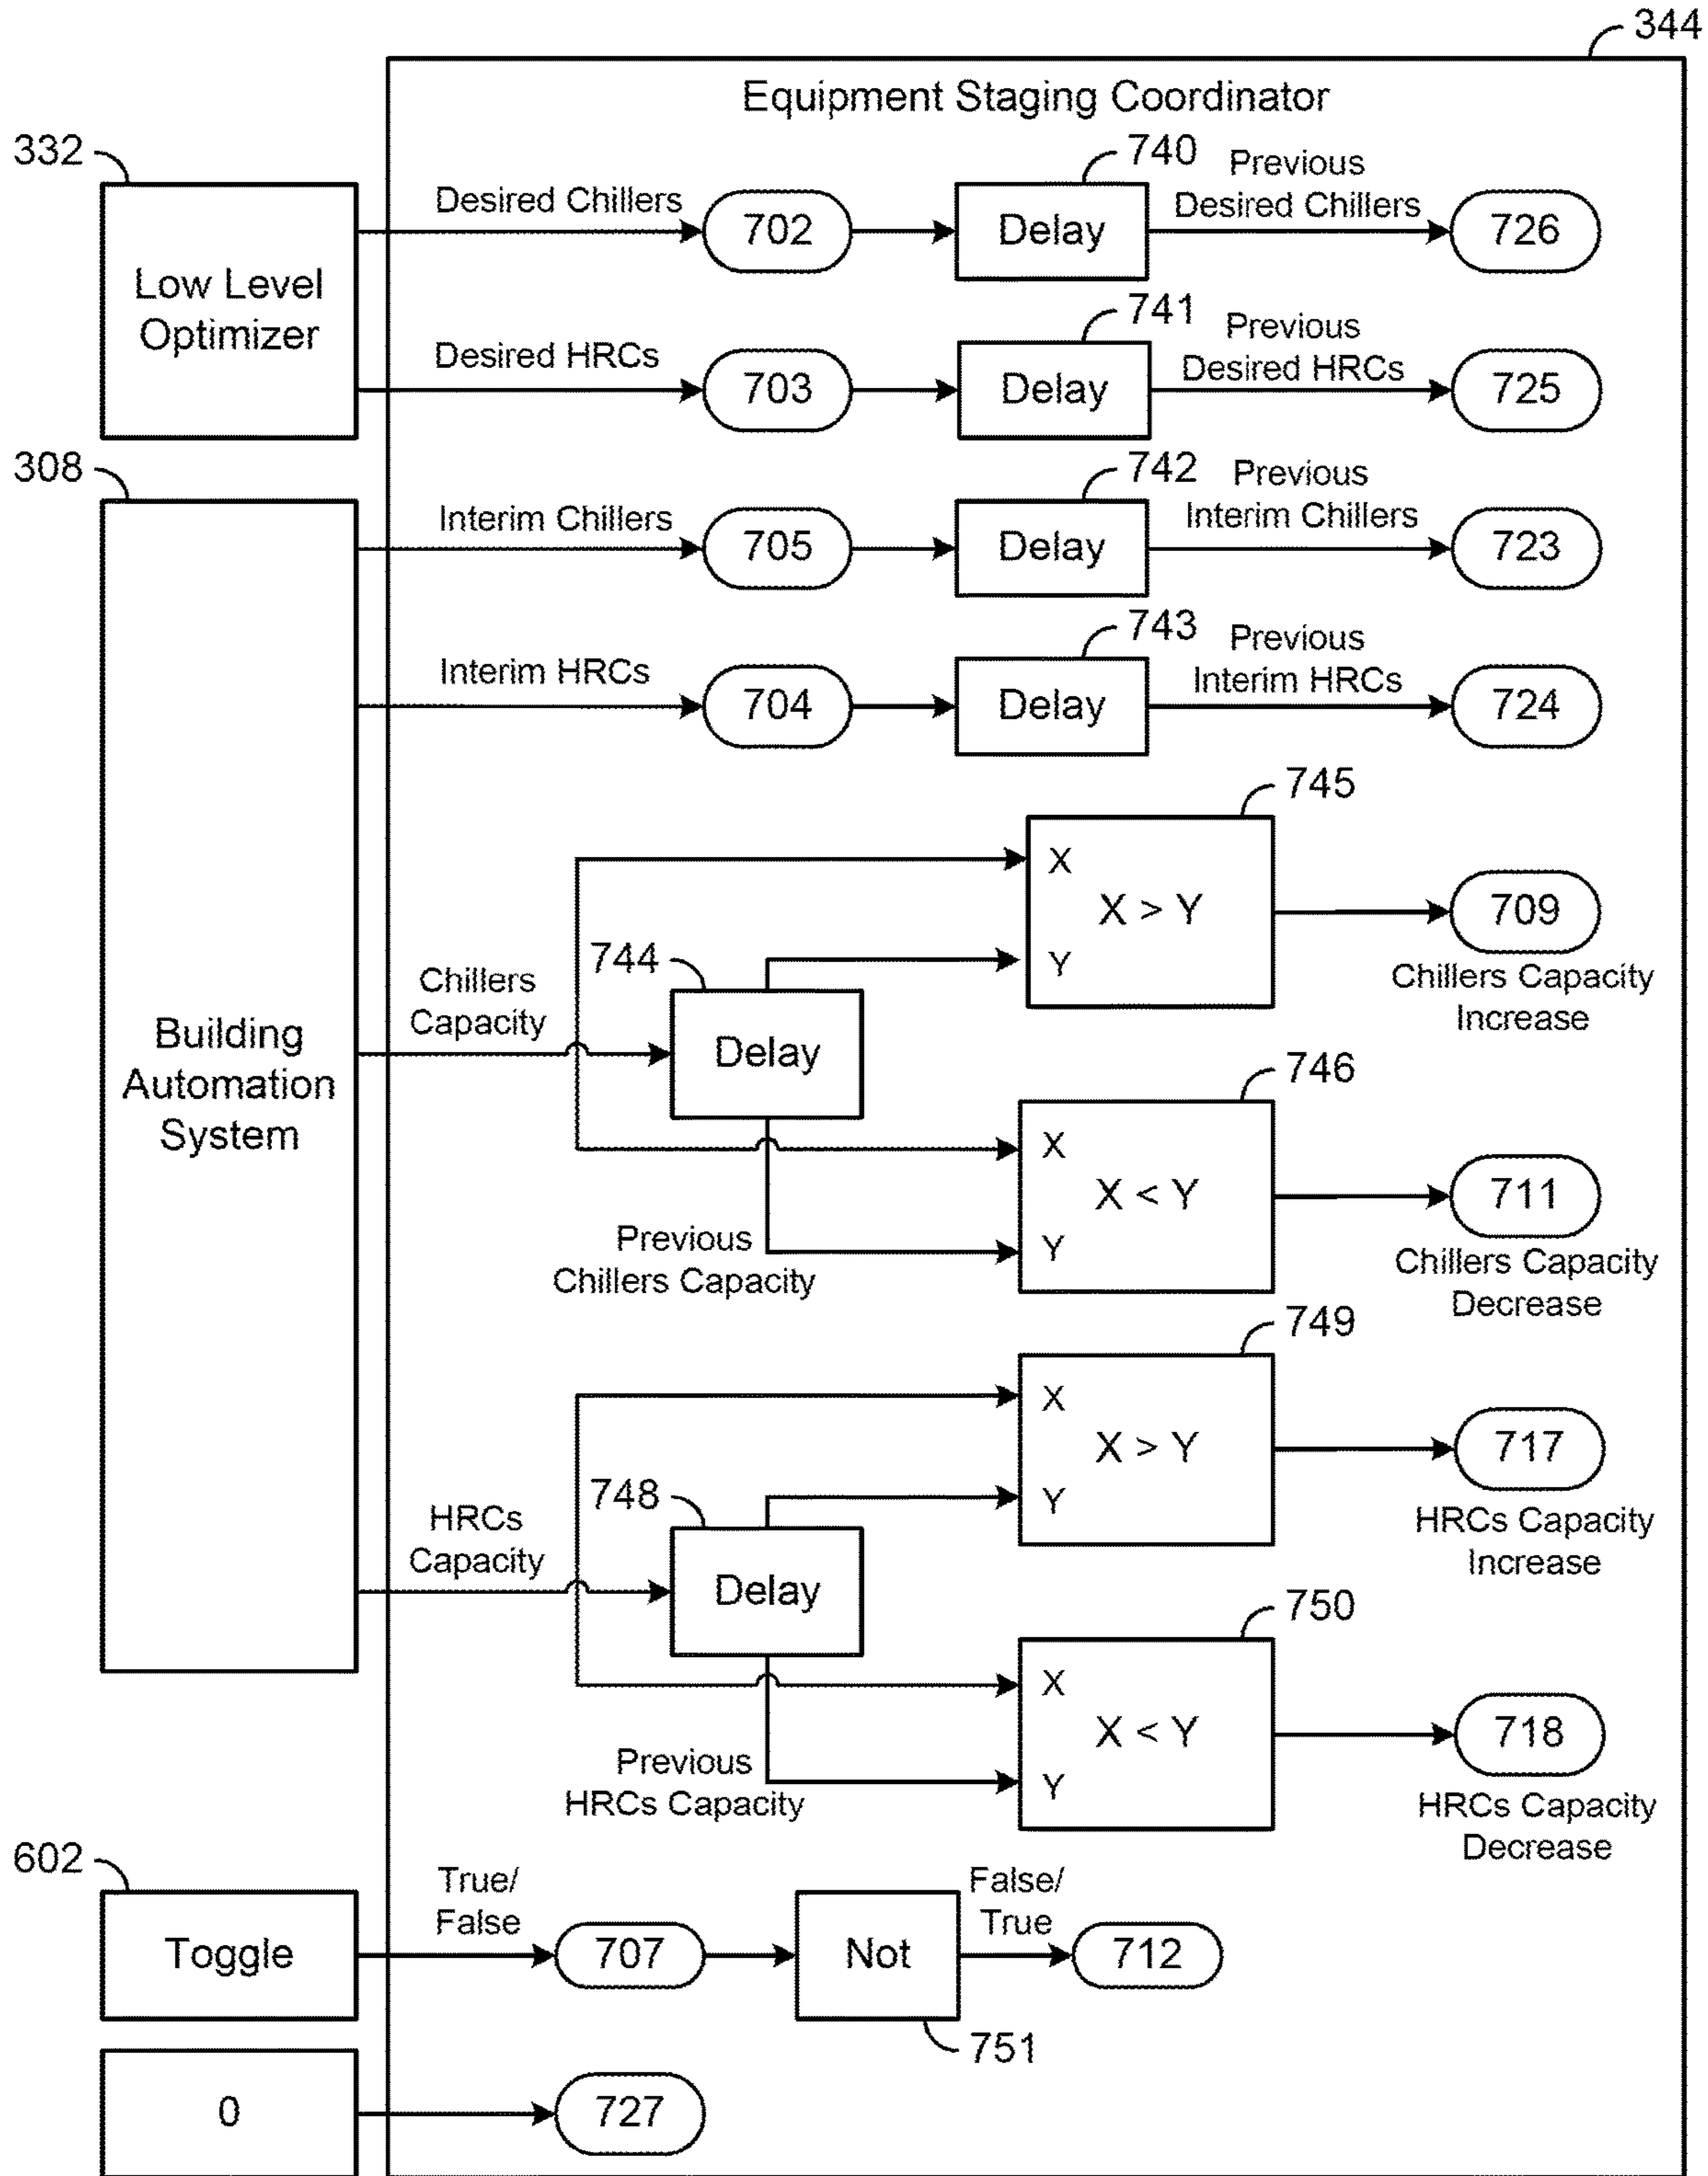 344
Equipment Staging Coordinator
332
Low Level
Optimizer
Desired Chillers
702
740
Delay
Previous
Desired Chillers
726
Desired HRCs
703
741
Delay
Previous
Desired HRCs
725
308
Building
Automation
System
Interim Chillers
705
742
Delay
Previous
Interim Chillers
723
Interim HRCs
704
743
Delay
Previous
Interim HRCs
724
745
X
X > Y
Y
709
Chillers Capacity
Increase
744
Chillers
Capacity
Delay
746
X
X < Y
Y
711
Chillers Capacity
Decrease
Previous
Chillers Capacity
749
X
X > Y
Y
717
HRCs Capacity
Increase
748
HRCs
Capacity
Delay
750
X
X < Y
Y
718
HRCs Capacity
Decrease
Previous
HRCs Capacity
602
Toggle
True/
False
707
Not
751
False/
True
712
0
727